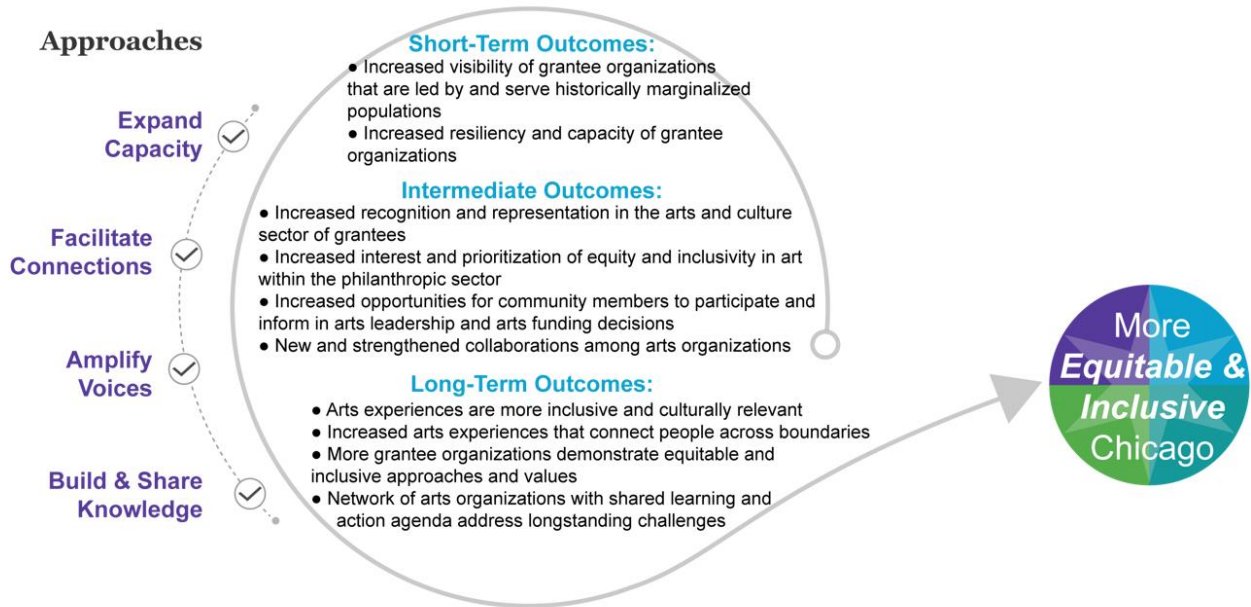 Approaches
Expand
Capacity
Facilitate
Connections
Amplify
Voices
Build & Share
Knowledge
Short-Term Outcomes:
● Increased visibility of grantee organizations
that are led by and serve historically marginalized
populations
● Increased resiliency and capacity of grantee
organizations
Intermediate Outcomes:
● Increased recognition and representation in the arts and culture
sector of grantees
● Increased interest and prioritization of equity and inclusivity in art
within the philanthropic sector
● Increased opportunities for community members to participate and
inform in arts leadership and arts funding decisions
● New and strengthened collaborations among arts organizations
Long-Term Outcomes:
● Arts experiences are more inclusive and culturally relevant
● Increased arts experiences that connect people across boundaries
● More grantee organizations demonstrate equitable and
inclusive approaches and values
● Network of arts organizations with shared learning and
action agenda address longstanding challenges
More
Equitable &
Inclusive
Chicago